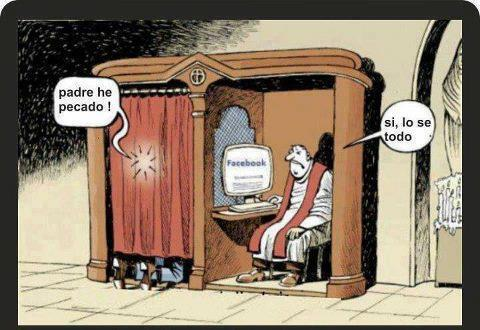 padre he
pecado !
Facebook
si, lo se
todo